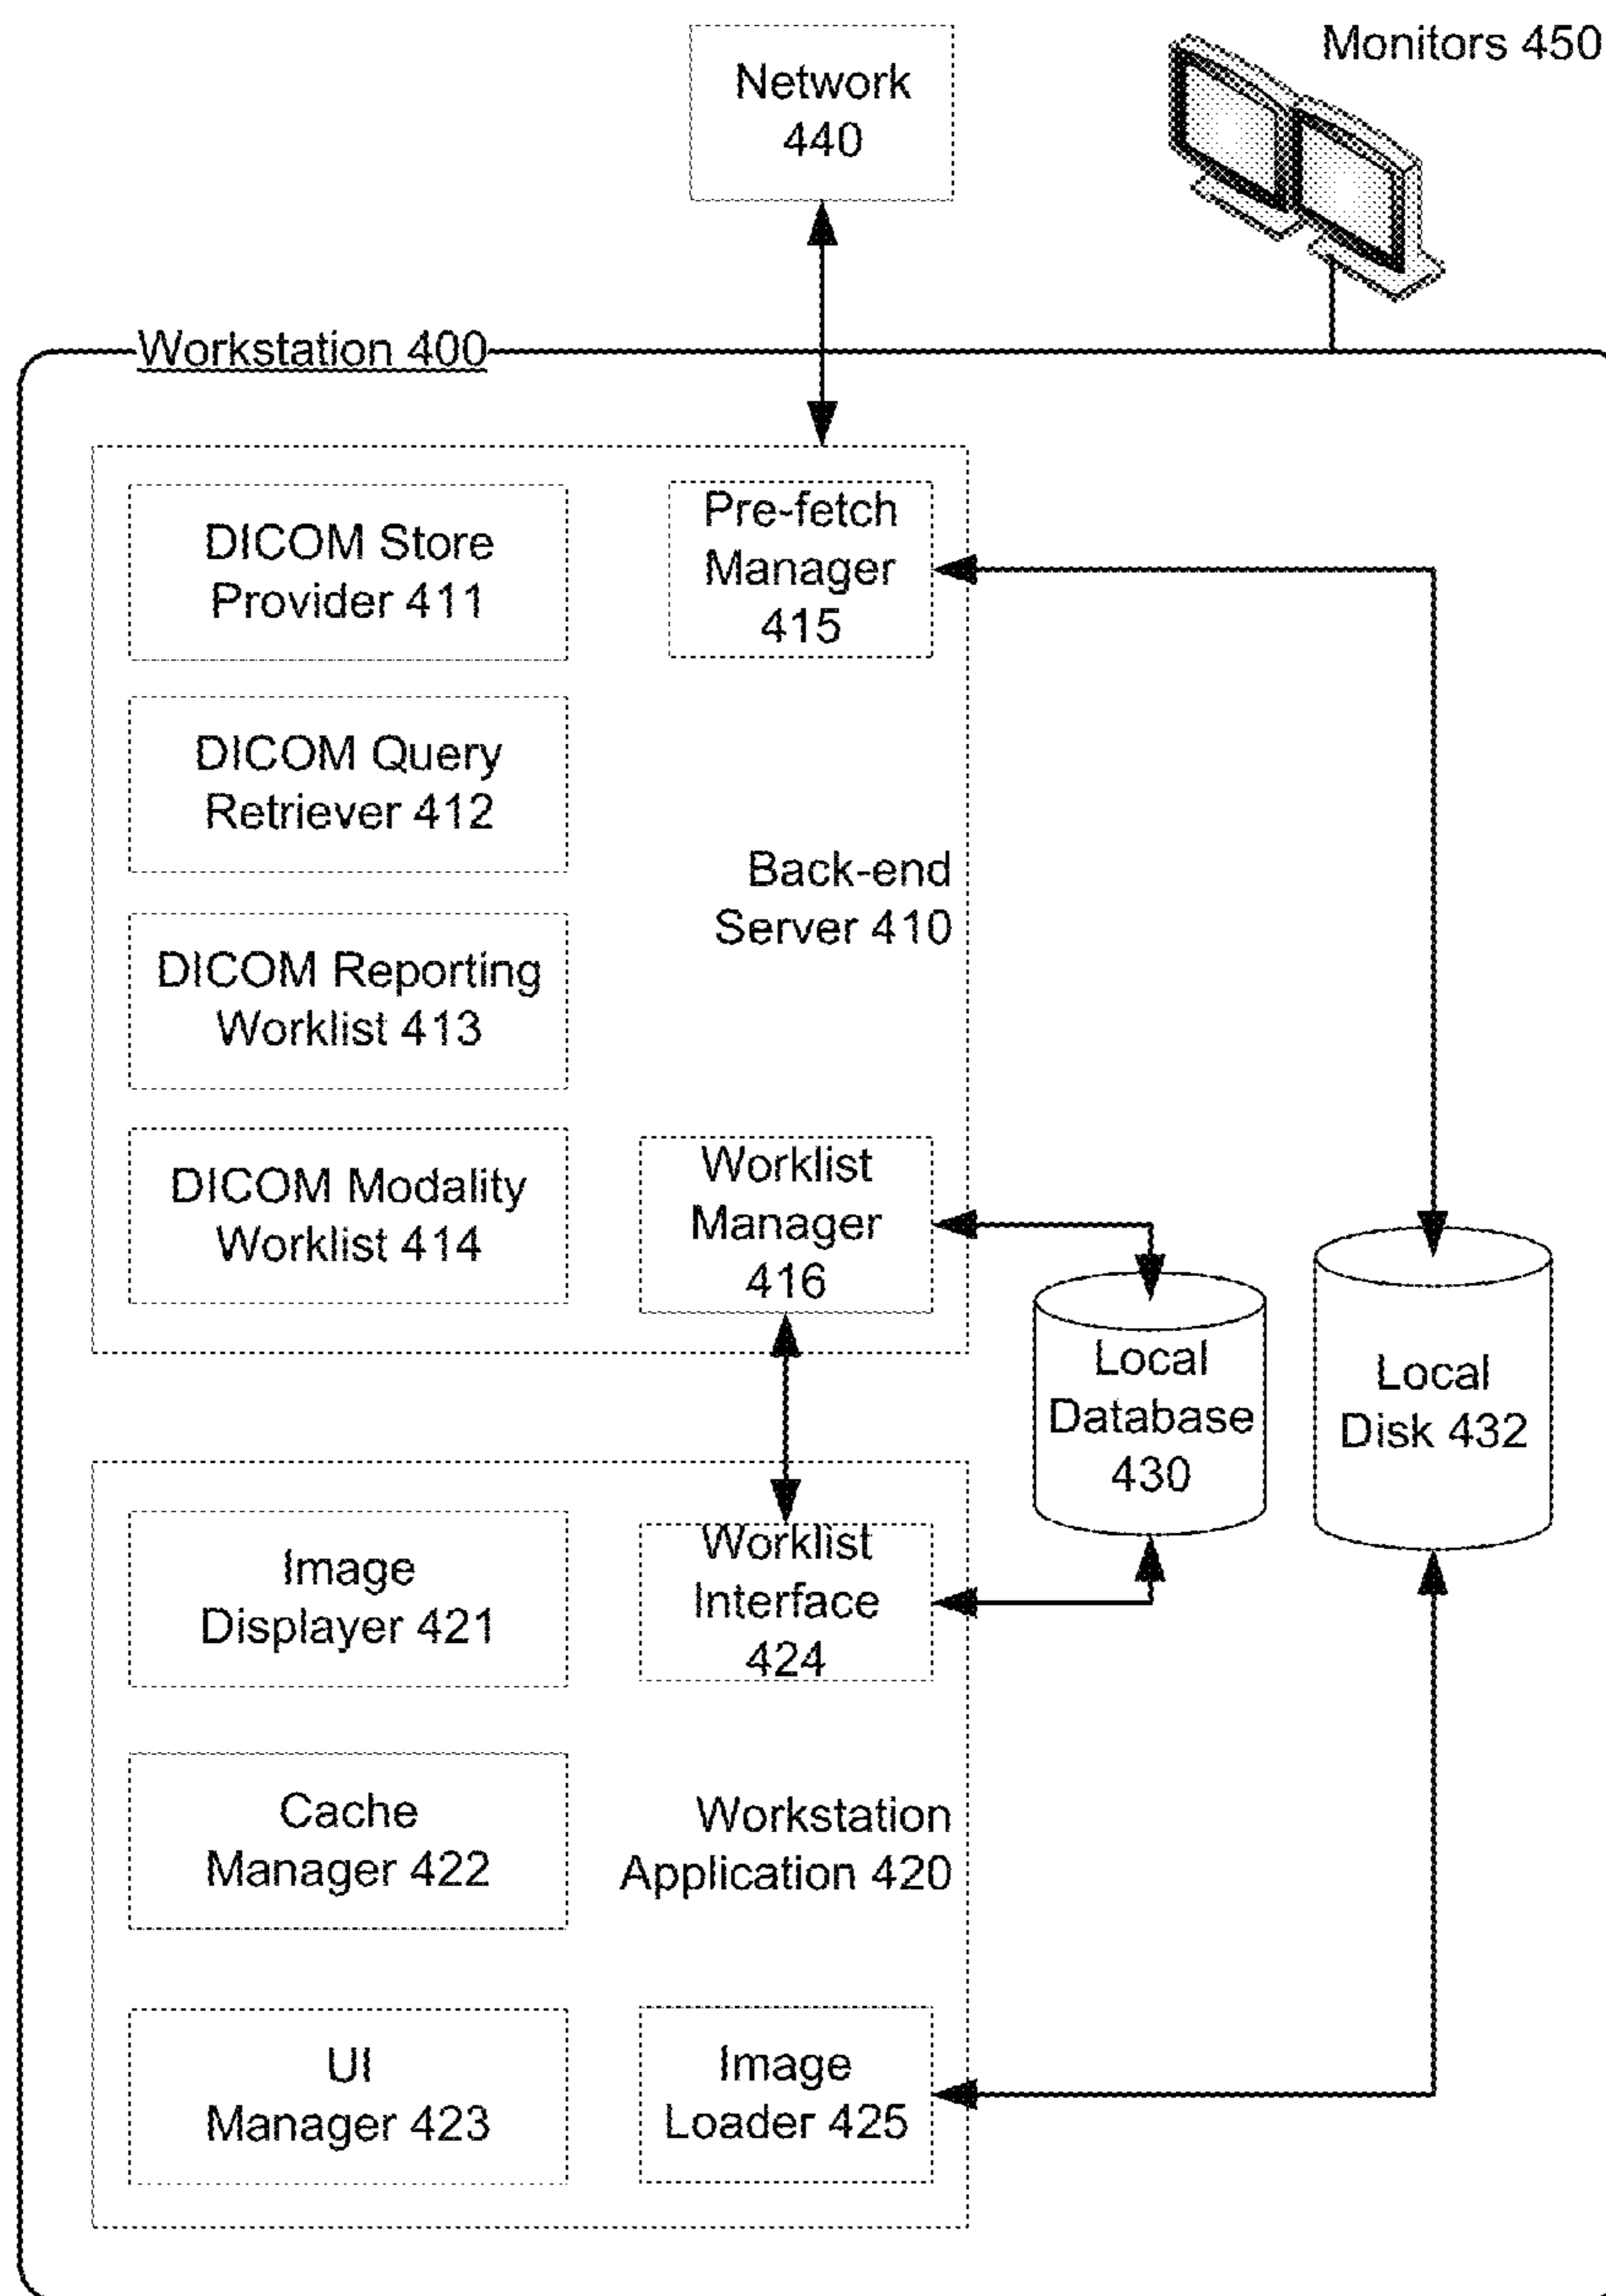 Network
440
Monitors 450
Workstation 400
DICOM Store
Provider 411
Pre-fetch
Manager
415
DICOM Query
Retriever 412
Back-end
Server 410
DICOM Reporting
Worklist 413
DICOM Modality
Worklist 414
Worklist
Manager
416
Local
Database
430
Local
Disk 432
Image
Displayer 421
Worklist
Interface
424
Cache
Manager 422
Workstation
Application 420
UI
Manager 423
Image
Loader 425